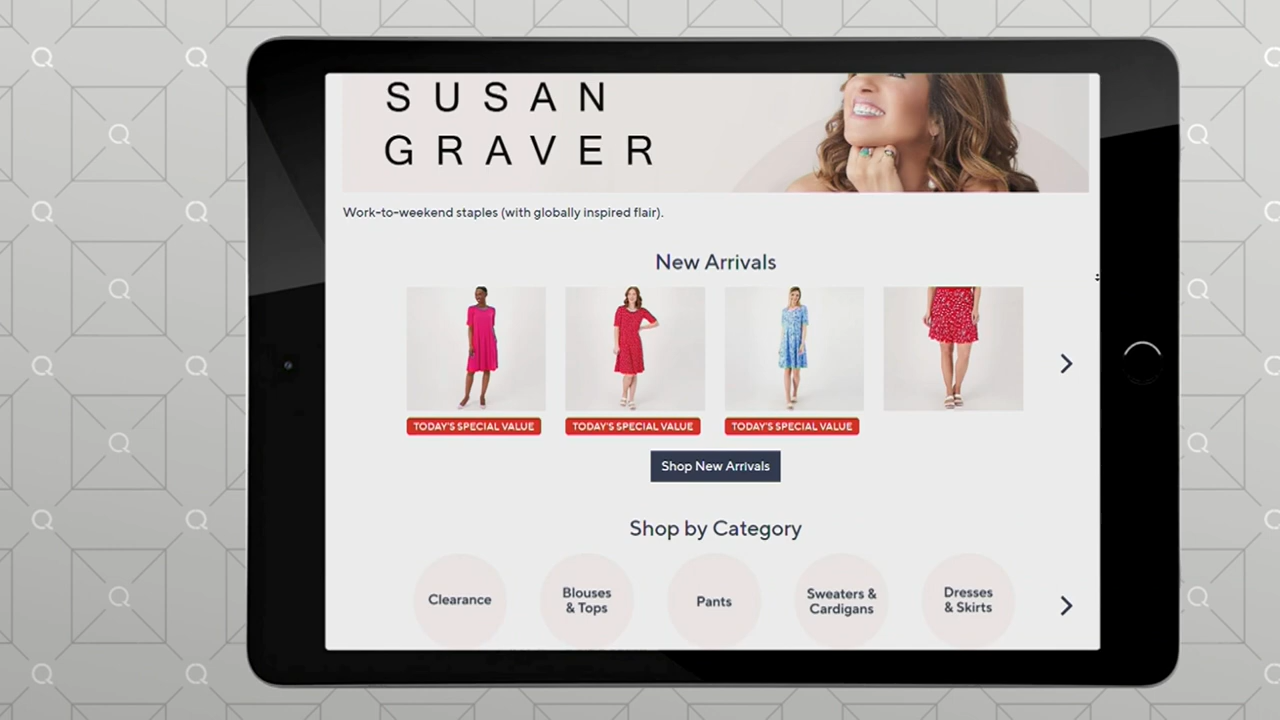 SUSAN
GRAVER
Work-to-weekend staples (with globally inspired flair).
New Arrivals
TODAY'S SPECIAL VALUE
TODAY'S SPECIAL VALUE
TODAY'S SPECIAL VALUE
Shop New Arrivals
Shop by Category
Clearance
Blouses
& Tops
Pants
Sweaters &
Cardigans
Dresses
& Skirts